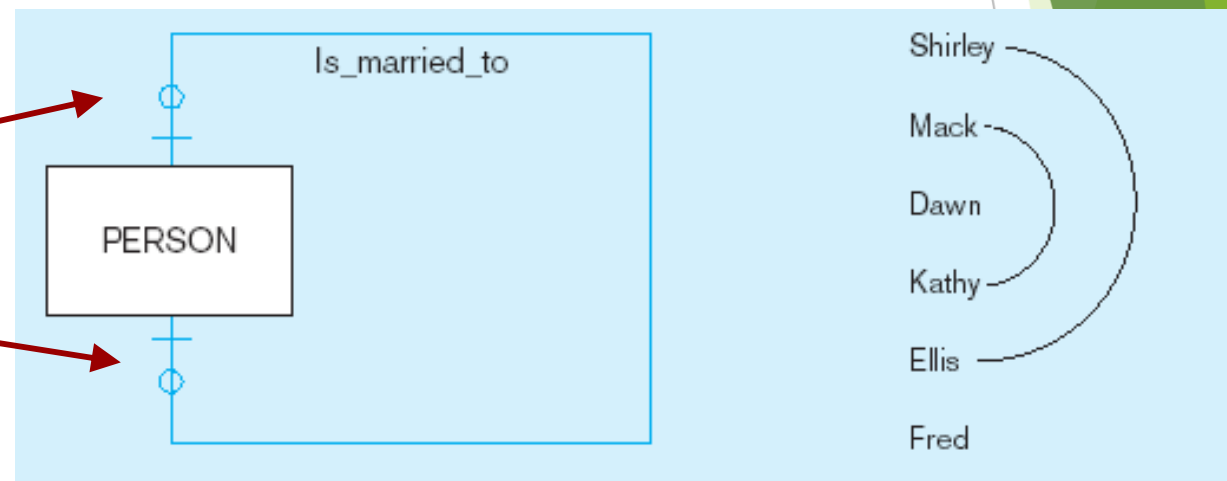 Is_married_to
PERSON
Shirley
Mack
Dawn
Kathy
Ellis
Fred